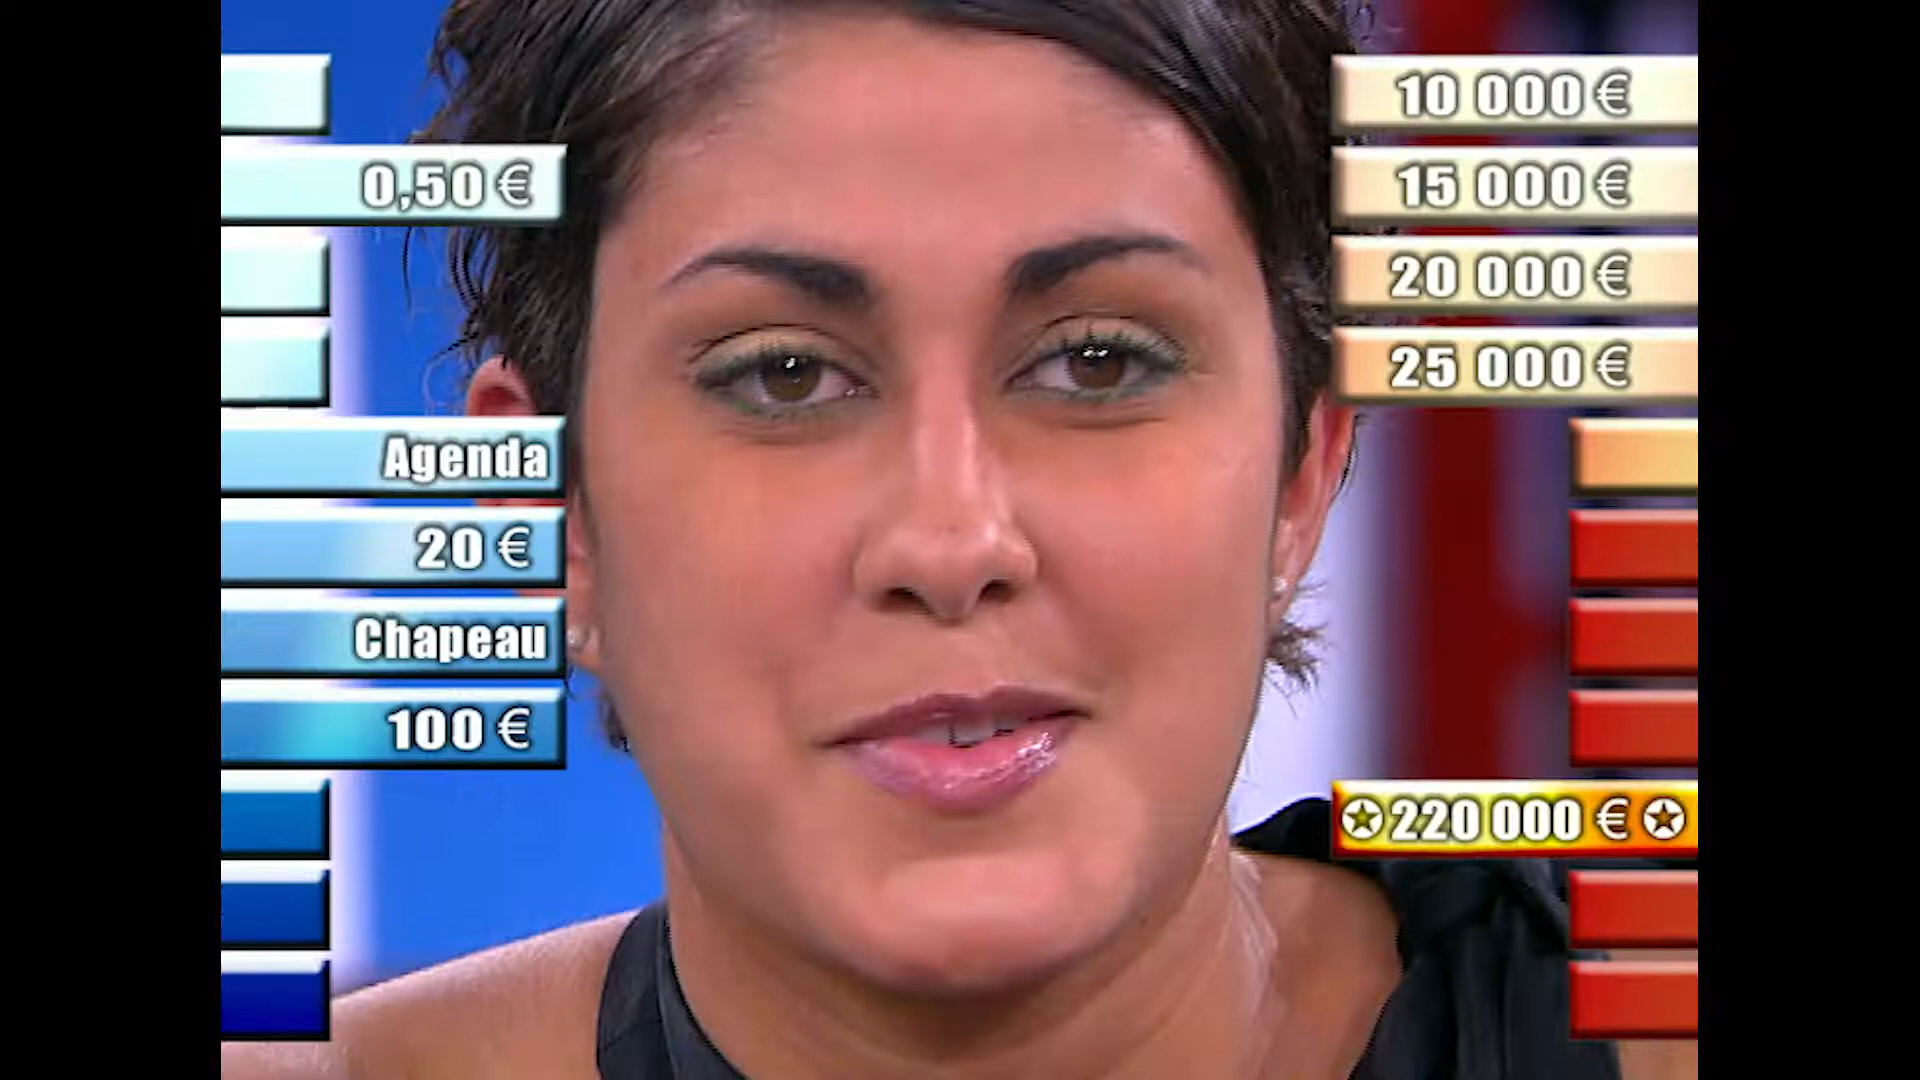 0,50 €
Agenda
20 €
Chapeau
100 €
10 000 €
15 000 €
20 000 €
25 000 €
220 000 €